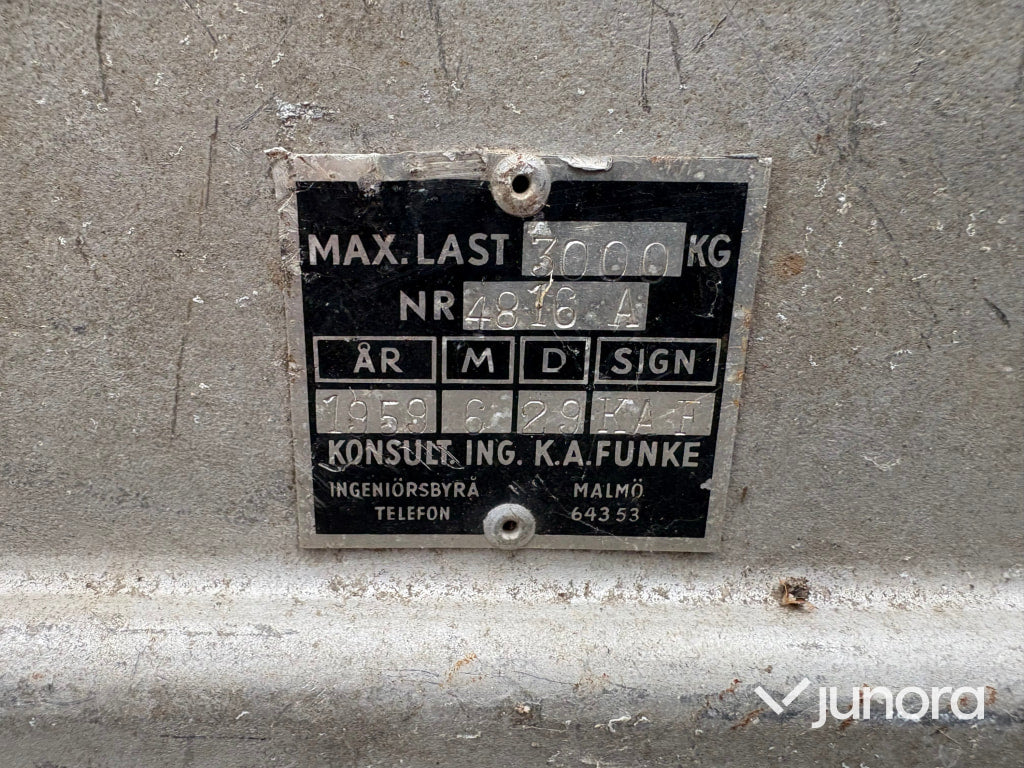 MAX. LAST 3000 KG
NR 4816 A
ÅR M D SIGN
1959 6 29 KAF
KONSULT. ING. K.A. FUNKE
INGENIÖRSBYRÅ MALMÖ
TELEFON 643 53
junora